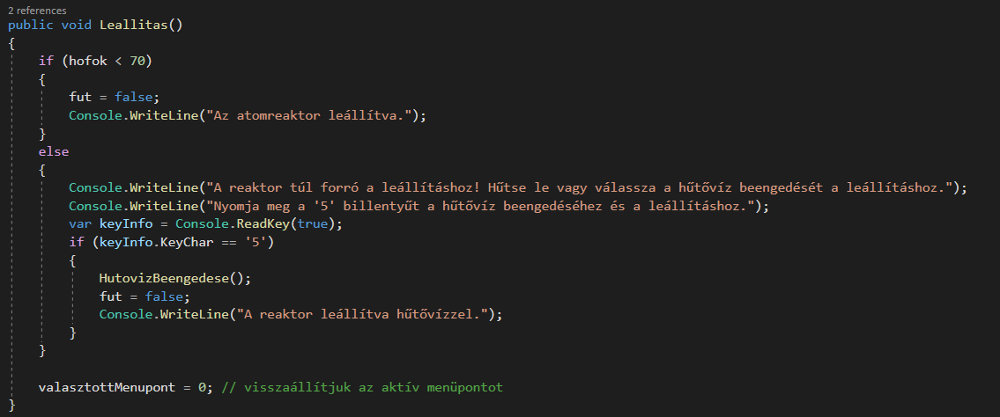 2 references
public void Leallitas()
{
    if (hofok < 70)
    {
        fut = false;
        Console.WriteLine("Az atomreaktor leállítva.");
    }
    else
    {
        Console.WriteLine("A reaktor túl forró a leállításhoz! Hűtse le vagy válassza a hűtővíz beengedését a leállításhoz.");
        Console.WriteLine("Nyomja meg a '5' billentyűt a hűtővíz beengedéséhez és a leállításhoz.");
        var keyInfo = Console.ReadKey(true);
        if (keyInfo.KeyChar == '5')
        {
            HutovizBeengedese();
            fut = false;
            Console.WriteLine("A reaktor leállítva hűtővízzel.");
        }
    }

    valasztottMenupont = 0; // visszaállítjuk az aktív menüpontot
}